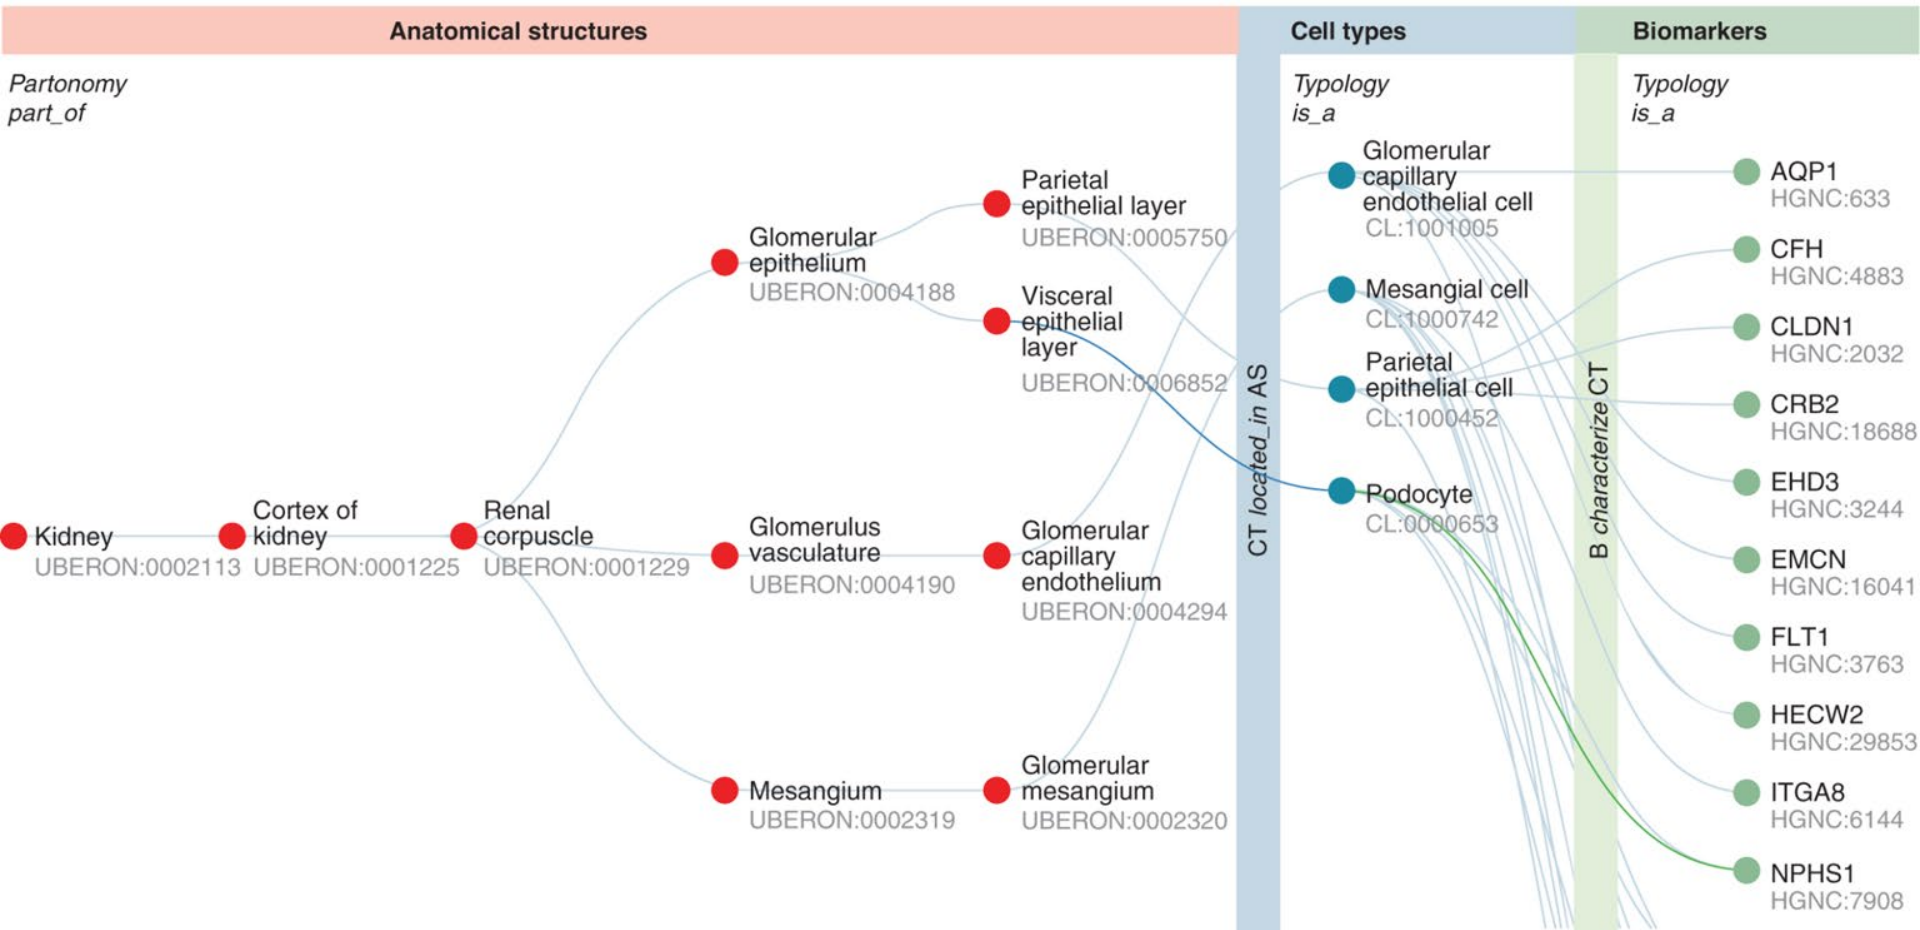 Anatomical structures
Cell types
Biomarkers
Partonomy
part_of
Typology
is_a
Typology
is_a
Kidney
UBERON:0002113
Cortex of
kidney
UBERON:0001225
Renal
corpuscle
UBERON:0001229
Glomerular
epithelium
UBERON:0004188
Glomerulus
vasculature
UBERON:0004190
Mesangium
UBERON:0002319
Parietal
epithelial layer
UBERON:0005750
Visceral
epithelial
layer
UBERON:0006852
Glomerular
capillary
endothelium
UBERON:0004294
Glomerular
mesangium
UBERON:0002320
CT located_in AS
Glomerular
capillary
endothelial cell
CL:1001005
Mesangial cell
CL:1000742
Parietal
epithelial cell
CL:1000452
Podocyte
CL:0000653
B characterize CT
AQP1
HGNC:633
CFH
HGNC:4883
CLDN1
HGNC:2032
CRB2
HGNC:18688
EHD3
HGNC:3244
EMCN
HGNC:16041
FLT1
HGNC:3763
HECW2
HGNC:29853
ITGA8
HGNC:6144
NPHS1
HGNC:7908